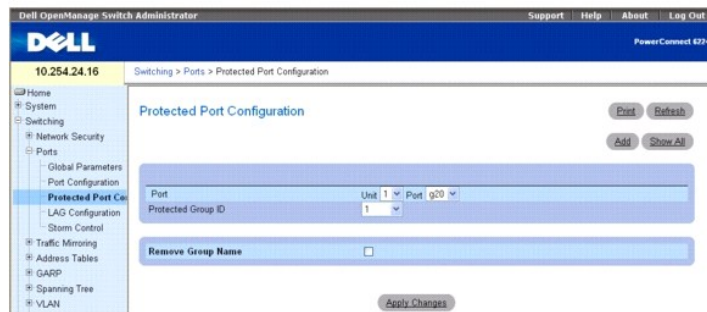 Dell OpenManage Switch Administrator
Support Help About Log Out
DELL
PowerConnect 622
10.254.24.16
Switching > Ports > Protected Port Configuration
Home
System
Switching
Network Security
Ports
Global Parameters
Port Configuration
Protected Port Co
LAG Configuration
Storm Control
Traffic Mirroring
Address Tables
GARP
Spanning Tree
VLAN
Protected Port Configuration
Print Refresh
Add Show All
Port Unit 1 Port g20
Protected Group ID 1
Remove Group Name
Apply Changes